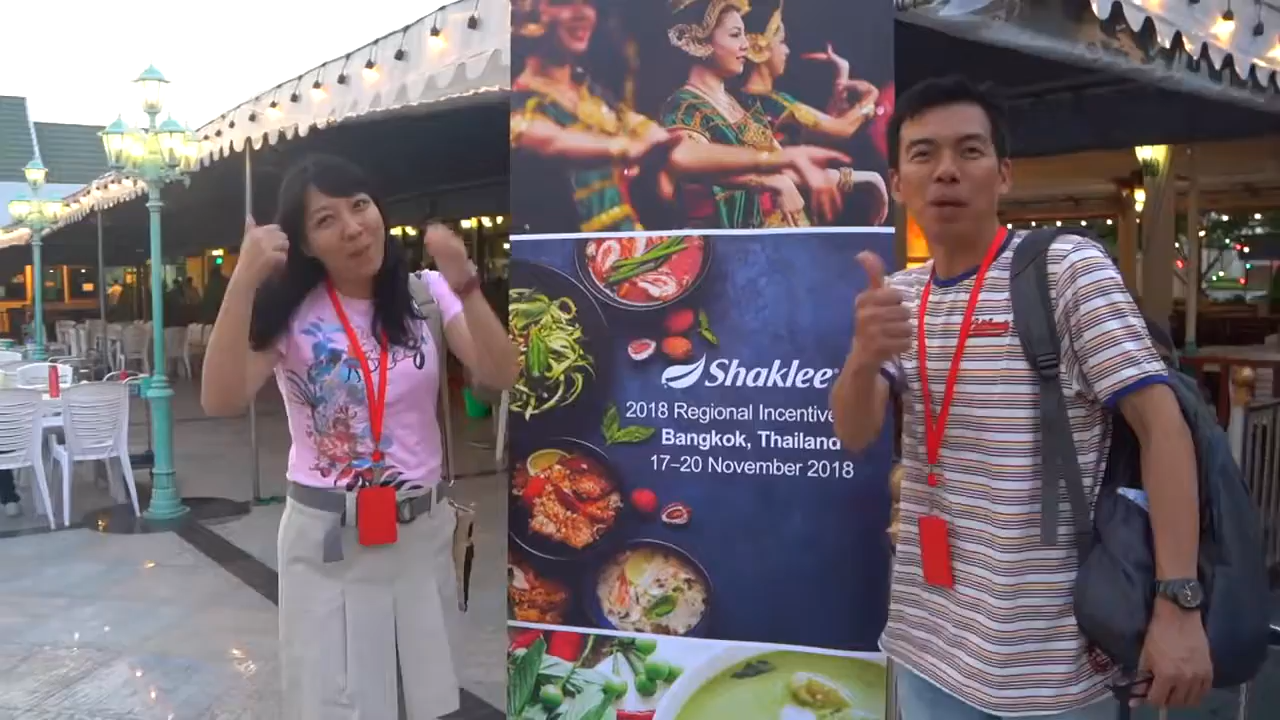 Shaklee
2018 Regional Incentive
Bangkok, Thailand
17–20 November 2018